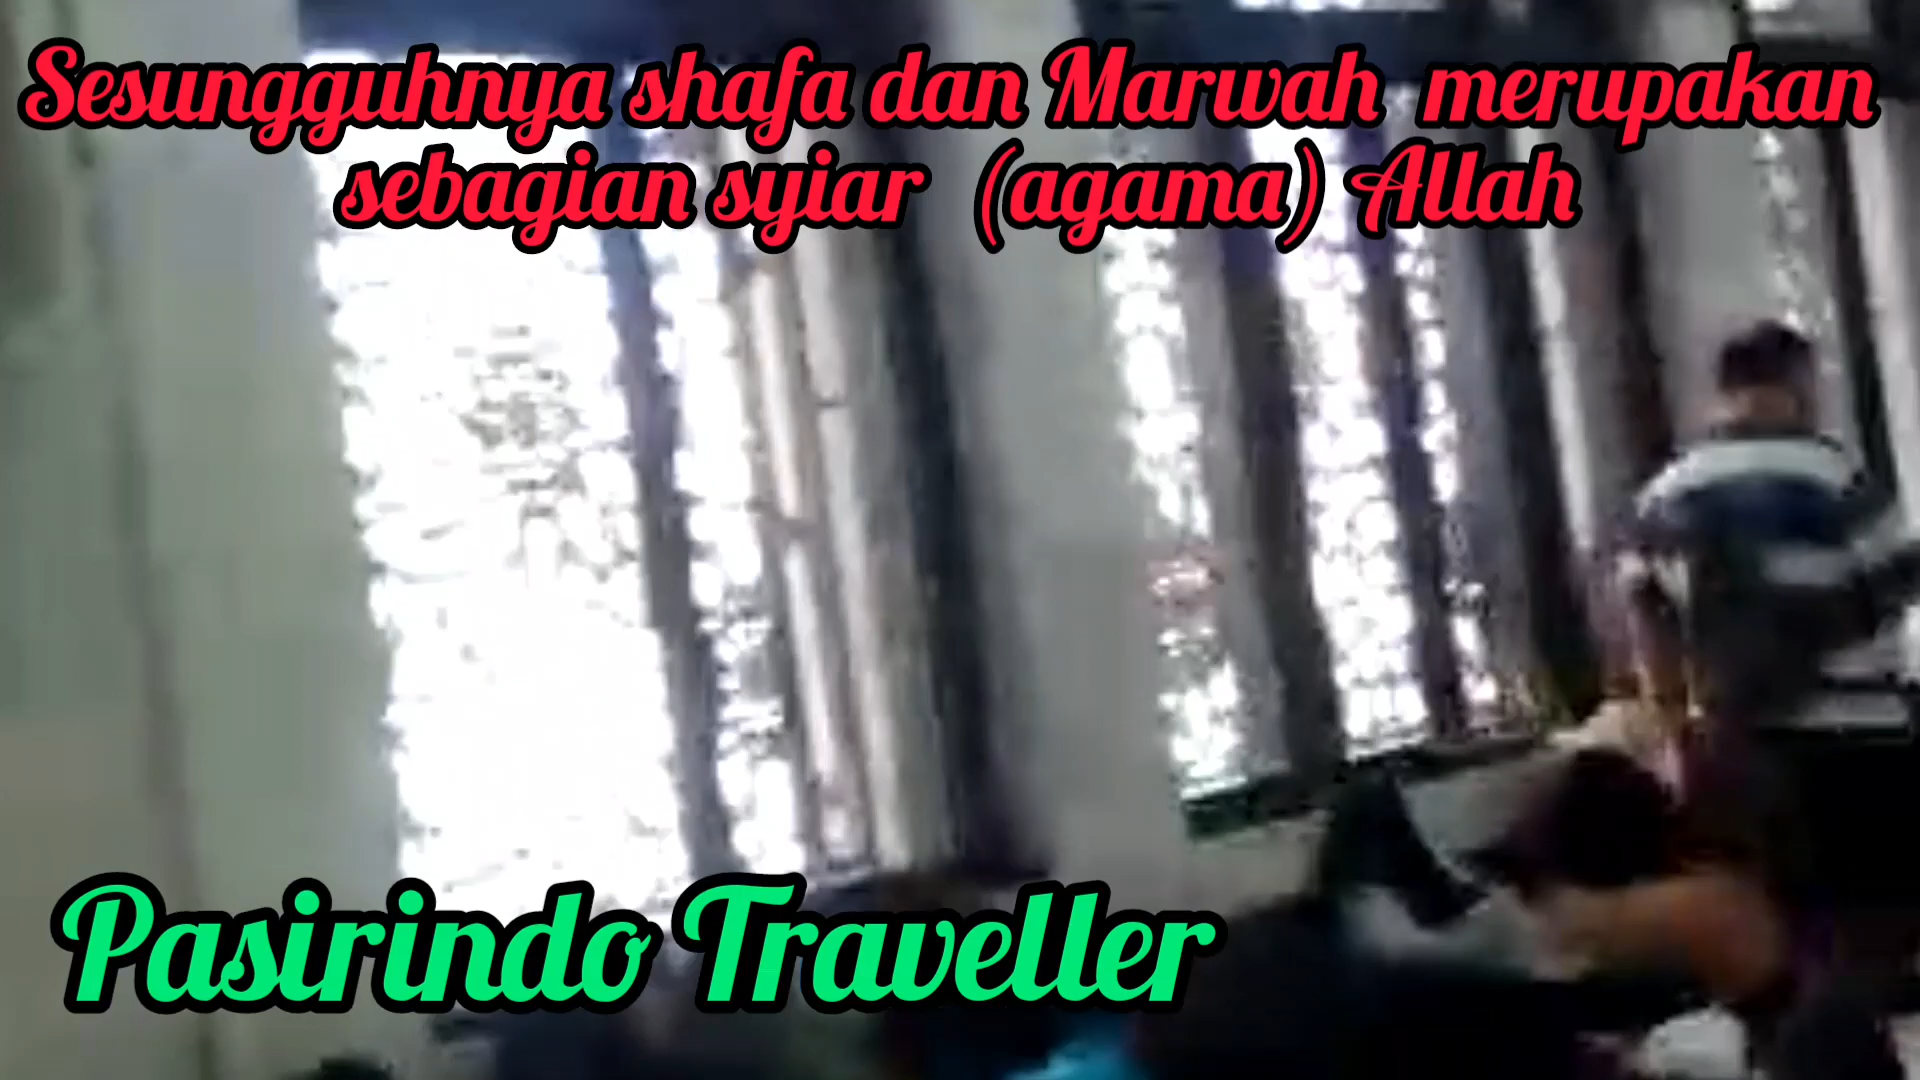 Sesungguhnya shafa dan Marwah merupakan
sebagian syiar (agama) Allah
Pasirindo Traveller